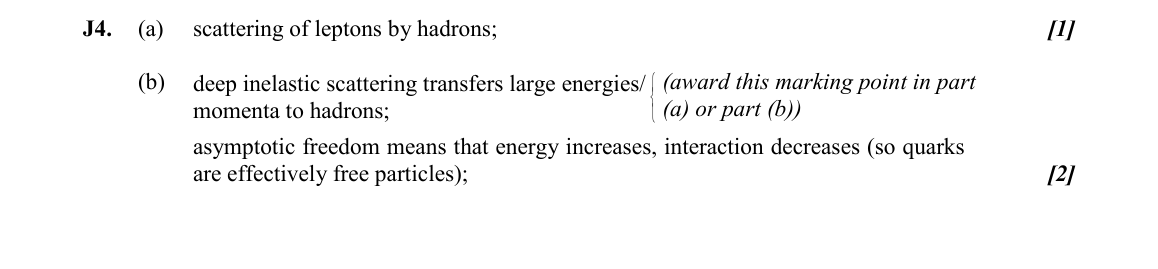 J4. (a) scattering of leptons by hadrons; [1]
(b) deep inelastic scattering transfers large energies/ (award this marking point in part
momenta to hadrons; (a) or part (b))
asymptotic freedom means that energy increases, interaction decreases (so quarks
are effectively free particles); [2]